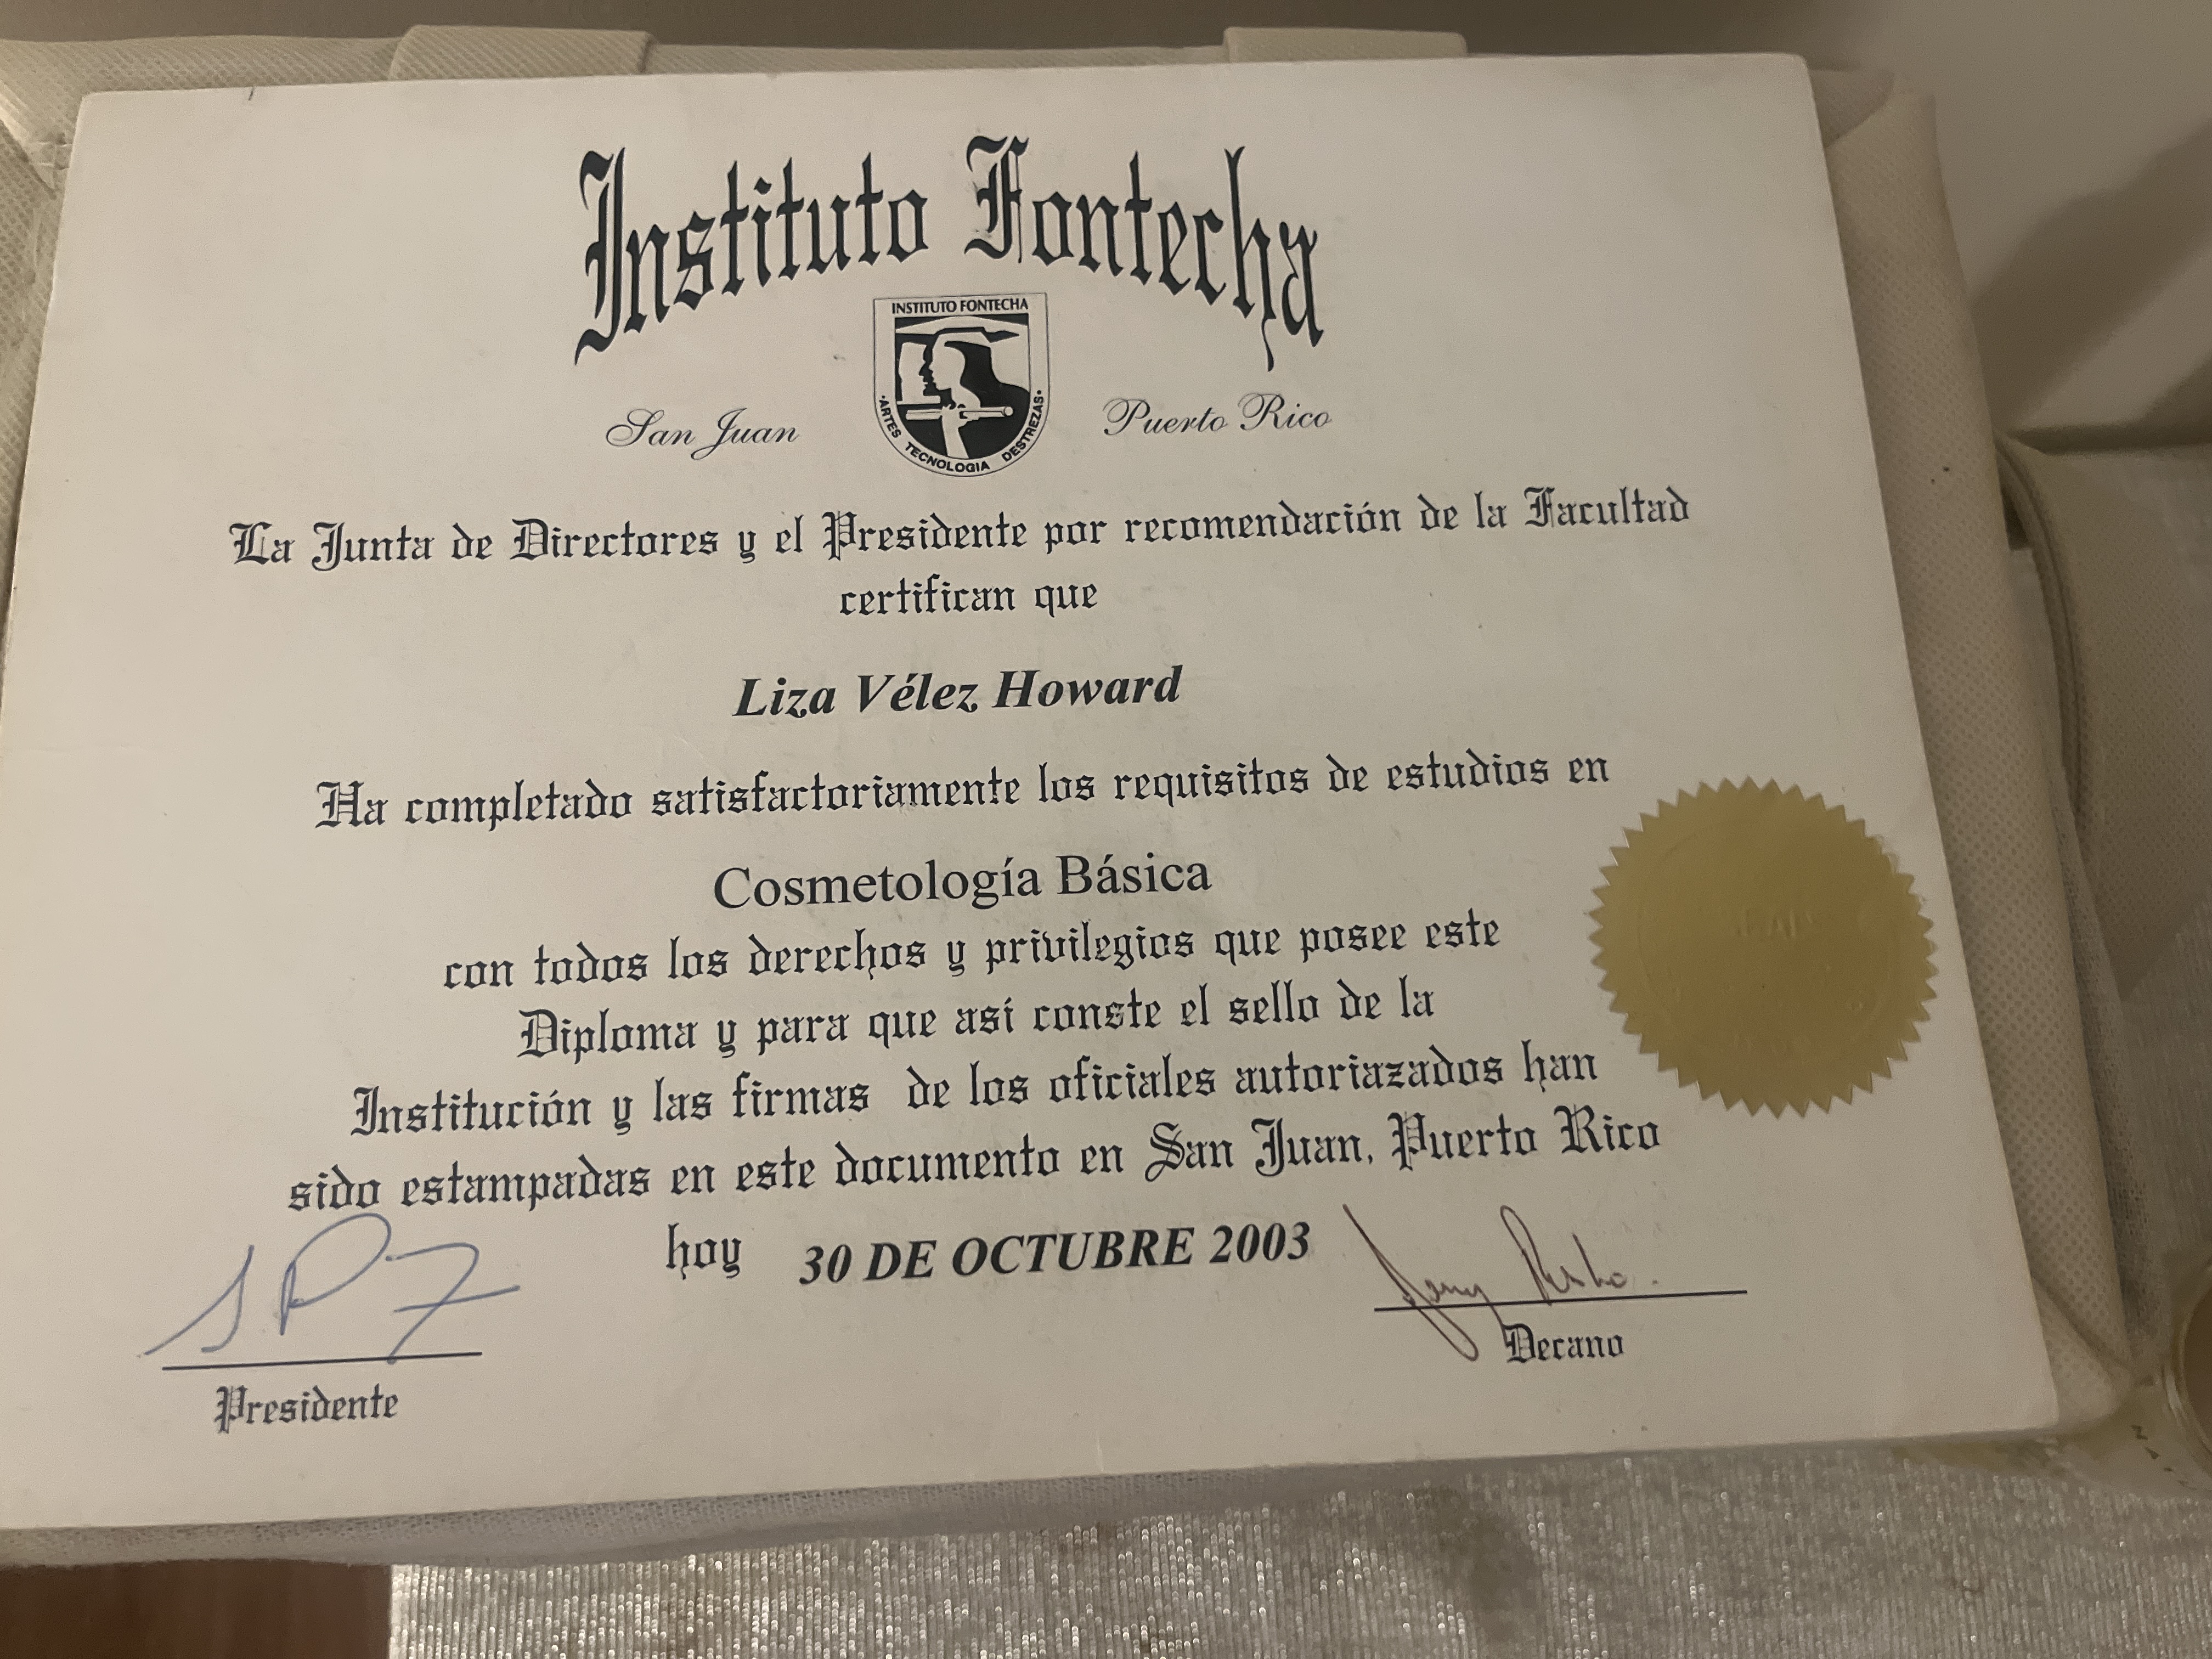 Instituto Fontecha
INSTITUTO FONTECHA
ARTES TECNOLOGIA DESTREZAS
San Juan Puerto Rico
La Junta de Directores y el Presidente por recomendación de la Facultad
certifican que
Liza Vélez Howard
Ha completado satisfactoriamente los requisitos de estudios en
Cosmetología Básica
con todos los derechos y privilegios que posee este
Diploma y para que así conste el sello de la
Institución y las firmas de los oficiales autoriazados han
sido estampadas en este documento en San Juan, Puerto Rico
hoy 30 DE OCTUBRE 2003
Presidente
Decano